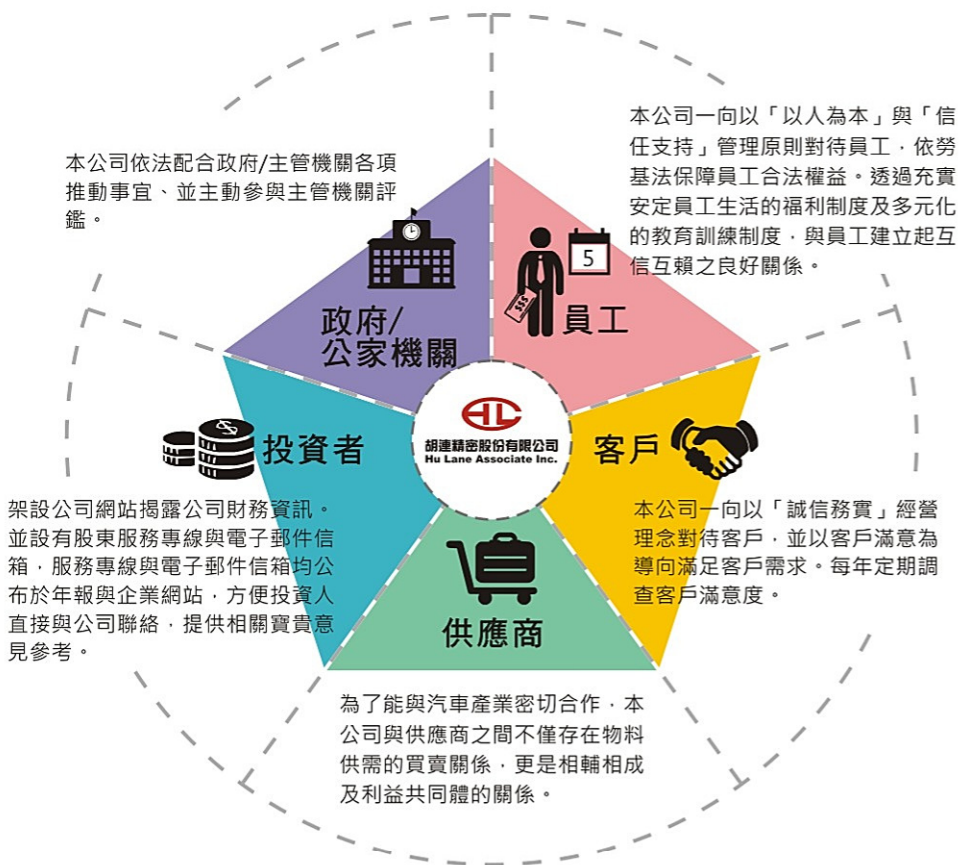 本公司依法配合政府/主管機關各項
推動事宜、並主動參與主管機關評
鑑。
政府/
公家機關
本公司一向以「以人為本」與「信
任支持」管理原則對待員工，依勞
基法保障員工合法權益。透過充實
安定員工生活的福利制度及多元化
的教育訓練制度，與員工建立起互
信互賴之良好關係。
5
$$$
員工
HL
胡連精密股份有限公司
Hu Lane Associate Inc.
$
投資者
架設公司網站揭露公司財務資訊。
並設有股東服務專線與電子郵件信
箱，服務專線與電子郵件信箱均公
布於年報與企業網站，方便投資人
直接與公司聯絡，提供相關寶貴意
見參考。
客戶
本公司一向以「誠信務實」經營
理念對待客戶，並以客戶滿意為
導向滿足客戶需求。每年定期調
查客戶滿意度。
供應商
為了能與汽車產業密切合作，本
公司與供應商之間不僅存在物料
供需的買賣關係，更是相輔相成
及利益共同體的關係。